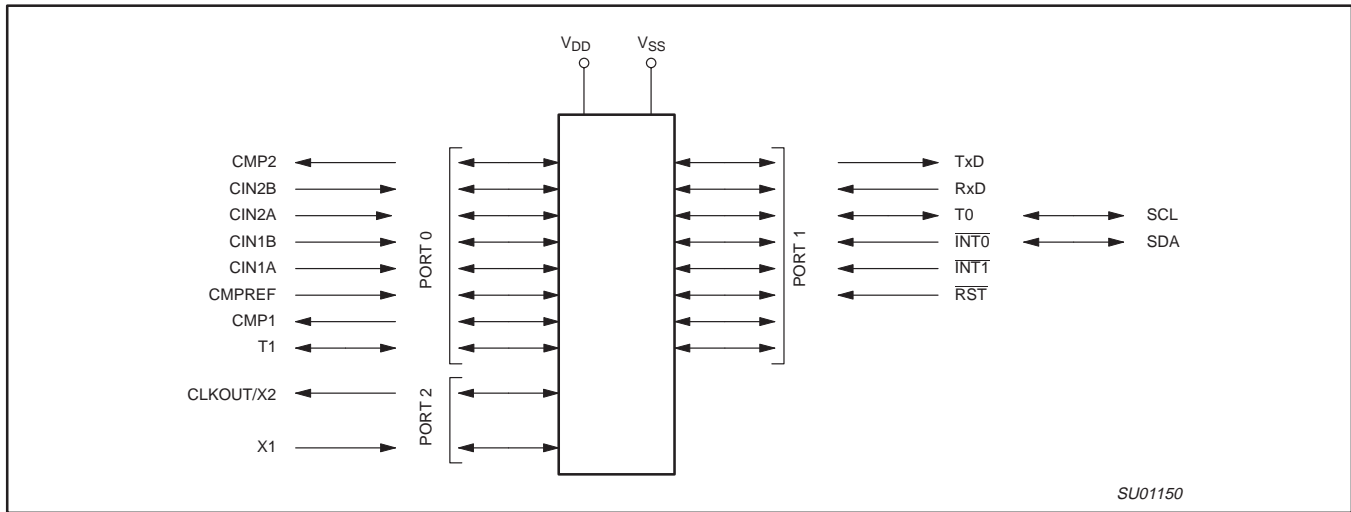 VDD VSS
CMP2 TxD
CIN2B RxD
CIN2A T0 SCL
CIN1B INT0 SDA
CIN1A INT1
CMPREF RST
CMP1
T1
PORT 0
PORT 1
CLKOUT/X2
X1
PORT 2
SU01150